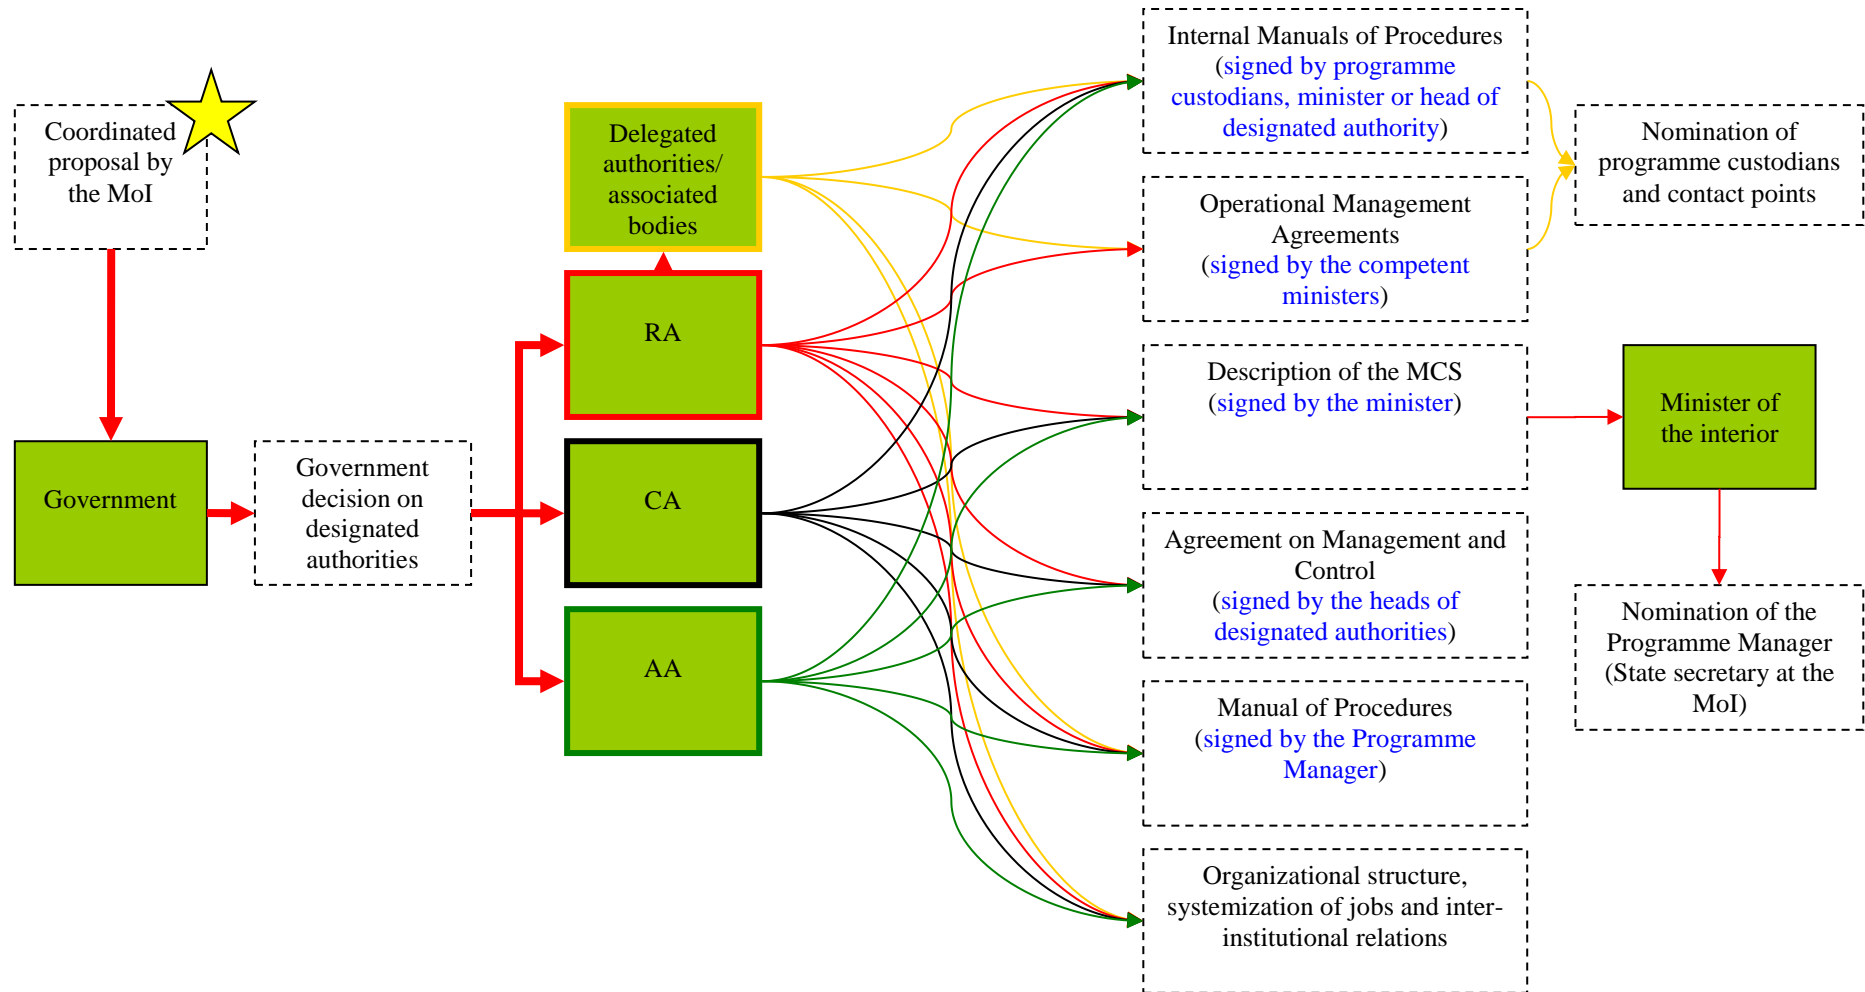 Coordinated
proposal by
the MoI
Government
Government
decision on
designated
authorities
Delegated
authorities/
associated
bodies
RA
CA
AA
Internal Manuals of Procedures
(signed by programme
custodians, minister or head of
designated authority)
Operational Management
Agreements
(signed by the competent
ministers)
Description of the MCS
(signed by the minister)
Agreement on Management and
Control
(signed by the heads of
designated authorities)
Manual of Procedures
(signed by the Programme
Manager)
Organizational structure,
systemization of jobs and inter-
institutional relations
Nomination of
programme custodians
and contact points
Minister of
the interior
Nomination of the
Programme Manager
(State secretary at the
MoI)